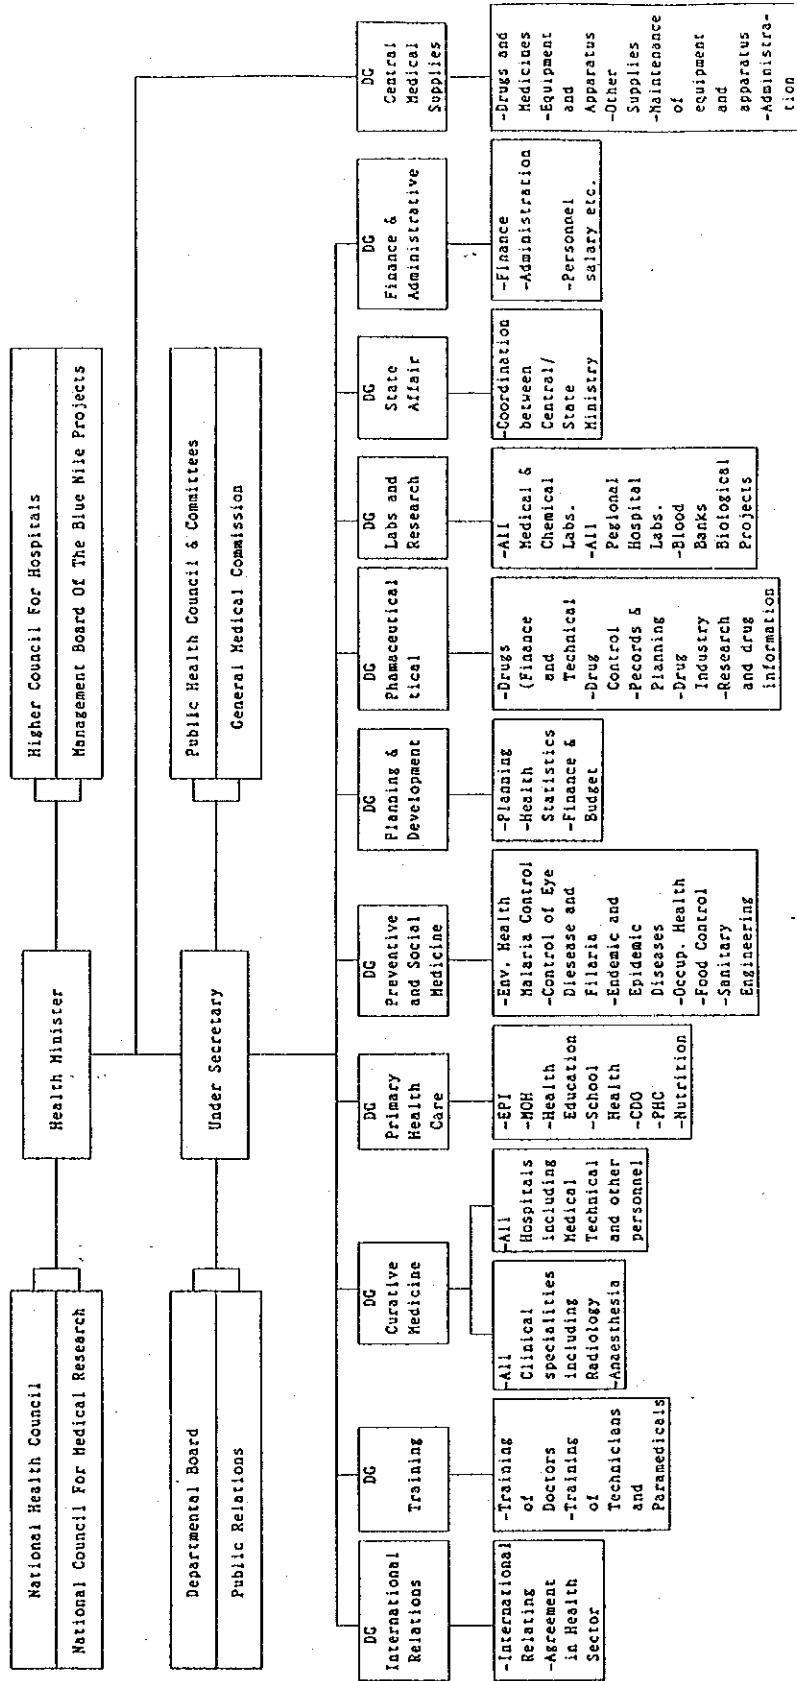 National Health Council
National Council For Medical Research
Health Minister
Higher Council For Hospitals
Management Board Of The Blue Nile Projects
Departmental Board
Public Relations
Under Secretary
Public Health Council & Committees
General Medical Commission
DG
International
Relations
-International
Relating
-Agreement
in Health
Sector
DG
Training
-Training
of
Doctors
-Training
of
Technicians
and
Paramedicals
DG
Curative
Medicine
-All
Clinical
specialities
including
Radiology
-Anaesthesia
-All
Hospitals
including
Medical
Technical
and other
personnel
DG
Primary
Health
Care
-EPI
-MOH
-Health
Education
-School
Health
-CDO
-PHC
-Nutrition
DG
Preventive
and Social
Medicine
-Env. Health
Malaria Control
-Control of Eye
Diesease and
Filaria
-Endemic and
Epidemic
Diseases
-Occup. Health
-Food Control
-Sanitary
Engineering
DG
Planning &
Development
-Planning
-Health
Statistics
-Finance &
Budget
DG
Phamaceutical
tical
-Drugs
(Finance
and
Technical
-Drug
Control
-Pecords &
Planning
-Drug
Industry
-Research
and drug
information
DG
Labs and
Research
-All
Medical &
Chemical
Labs.
-All
Pegional
Hospital
Labs.
-Blood
Banks
Biological
Projects
DG
State
Affair
-Coordination
between
Central/
State
Ministry
DG
Finance &
Administrative
-Finance
-Administration
-Personnel
salary etc.
DG
Central
Medical
Supplies
-Drugs and
Medicines
-Equipment
and
Apparatus
-Other
Supplies
-Maintenance
of
equipment
and
apparatus
-Administra-
tion